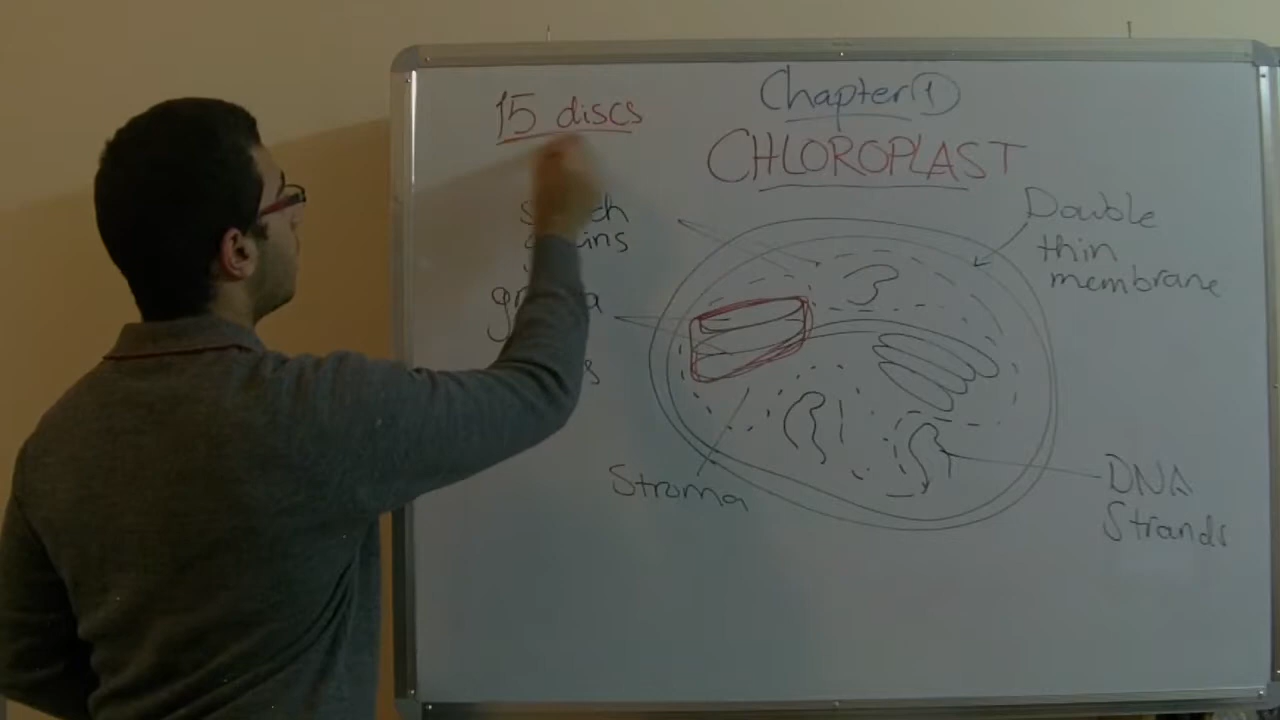 15 discs
Chapter 1
CHLOROPLAST
Double
thin
membrane
Stroma
DNA
Strands